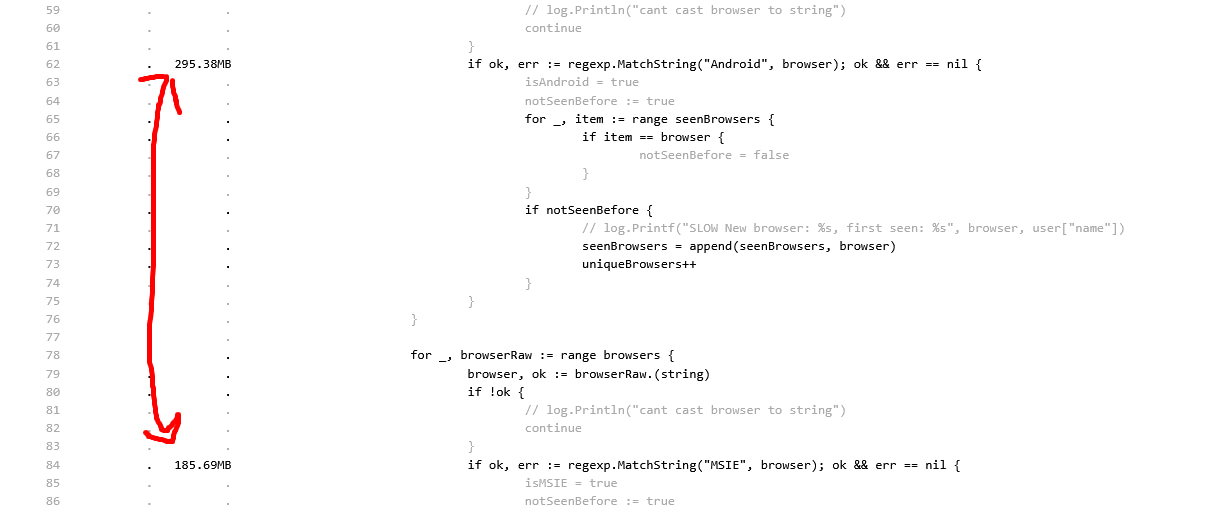 59 . . // log.Println("cant cast browser to string")
60 . . continue
61 . . }
62 . 295.38MB if ok, err := regexp.MatchString("Android", browser); ok && err == nil {
63 . . isAndroid = true
64 . . notSeenBefore := true
65 . . for _, item := range seenBrowsers {
66 . . if item == browser {
67 . . notSeenBefore = false
68 . . }
69 . . }
70 . . if notSeenBefore {
71 . . // log.Printf("SLOW New browser: %s, first seen: %s", browser, user["name"])
72 . . seenBrowsers = append(seenBrowsers, browser)
73 . . uniqueBrowsers++
74 . . }
75 . . }
76 . . }
77 . .
78 . . for _, browserRaw := range browsers {
79 . . browser, ok := browserRaw.(string)
80 . . if !ok {
81 . . // log.Println("cant cast browser to string")
82 . . continue
83 . . }
84 . 185.69MB if ok, err := regexp.MatchString("MSIE", browser); ok && err == nil {
85 . . isMSIE = true
86 . . notSeenBefore := true